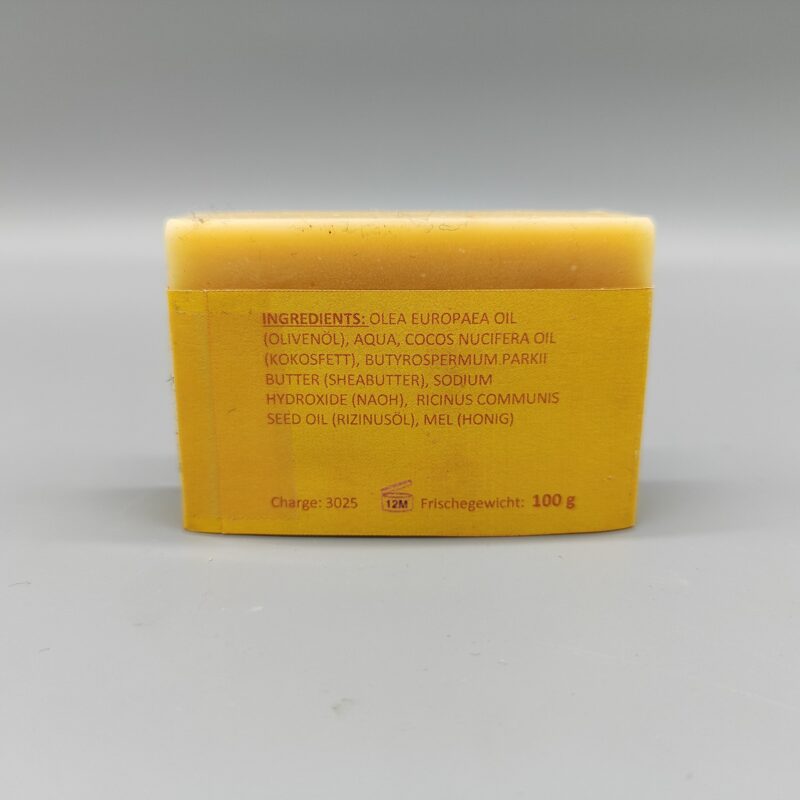 INGREDIENTS: OLEA EUROPAEA OIL
(OLIVENÖL), AQUA, COCOS NUCIFERA OIL
(KOKOSFETT), BUTYROSPERMUM PARKII
BUTTER (SHEABUTTER), SODIUM
HYDROXIDE (NAOH), RICINUS COMMUNIS
SEED OIL (RIZINUSÖL), MEL (HONIG)
Charge: 3025 12M Frischegewicht: 100 g